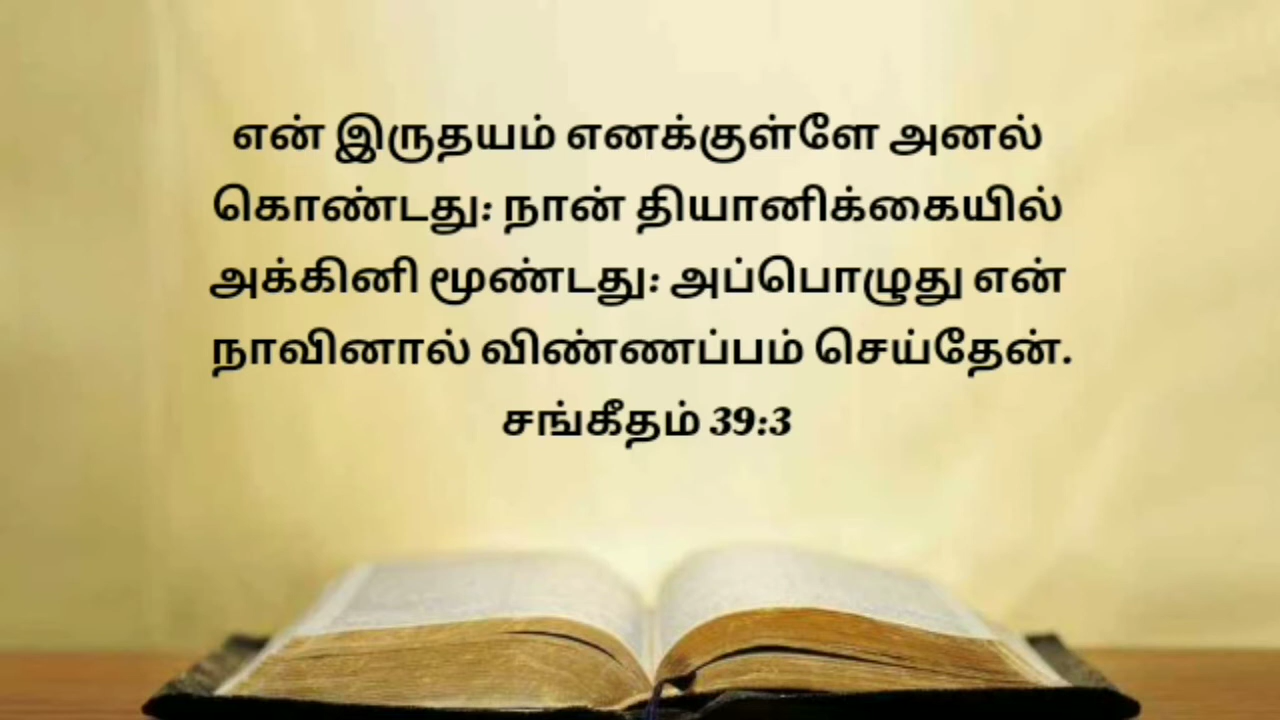 என் இருதயம் எனக்குள்ளே அனல்
கொண்டது: நான் தியானிக்கையில்
அக்கினி மூண்டது: அப்பொழுது என்
நாவினால் விண்ணப்பம் செய்தேன்.
சங்கீதம் 39:3